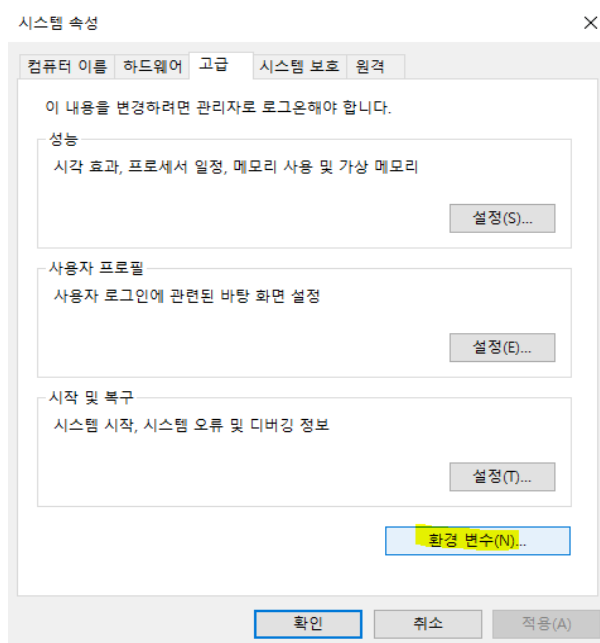 시스템 속성
컴퓨터 이름 하드웨어 고급 시스템 보호 원격
이 내용을 변경하려면 관리자로 로그온해야 합니다.
성능
시각 효과, 프로세서 일정, 메모리 사용 및 가상 메모리
설정(S)...
사용자 프로필
사용자 로그인에 관련된 바탕 화면 설정
설정(E)...
시작 및 복구
시스템 시작, 시스템 오류 및 디버깅 정보
설정(T)...
환경 변수(N)...
확인 취소 적용(A)